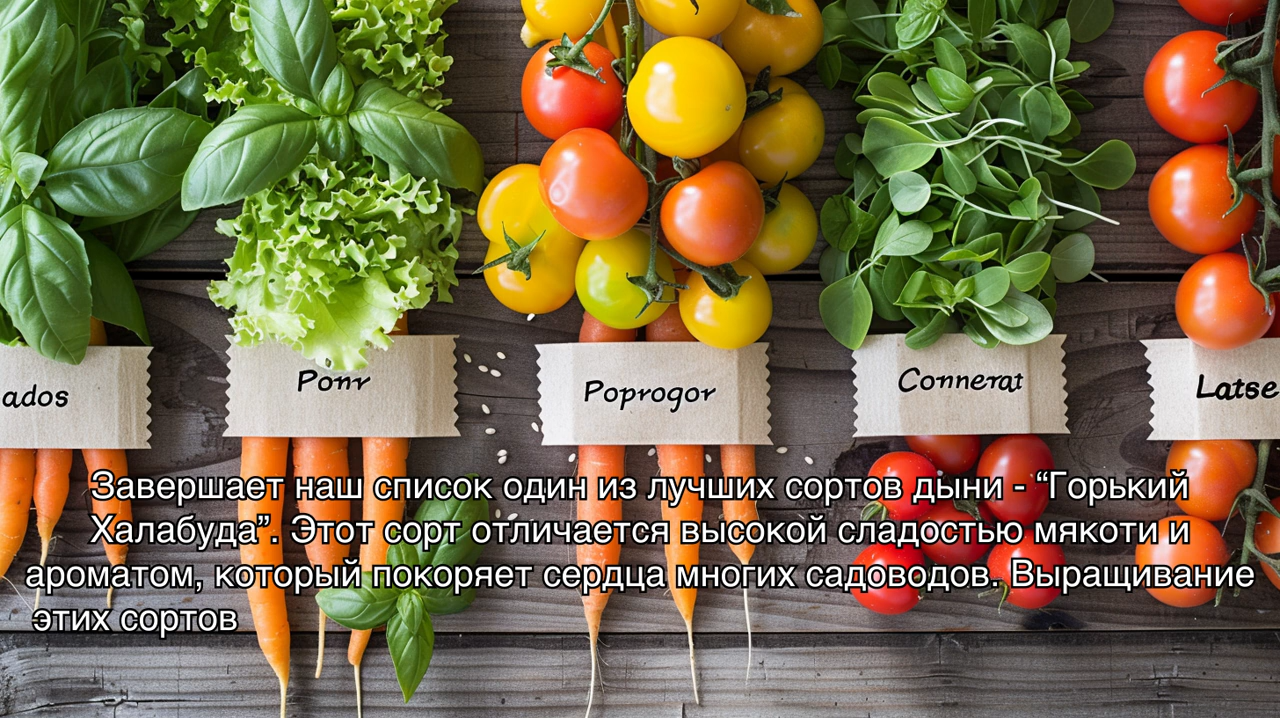 ados
Ponr
Poprogor
Connerat
Latse
Завершает наш список один из лучших сортов дыни - “Горький
Халабуда”. Этот сорт отличается высокой сладостью мякоти и
ароматом, который покоряет сердца многих садоводов. Выращивание
этих сортов